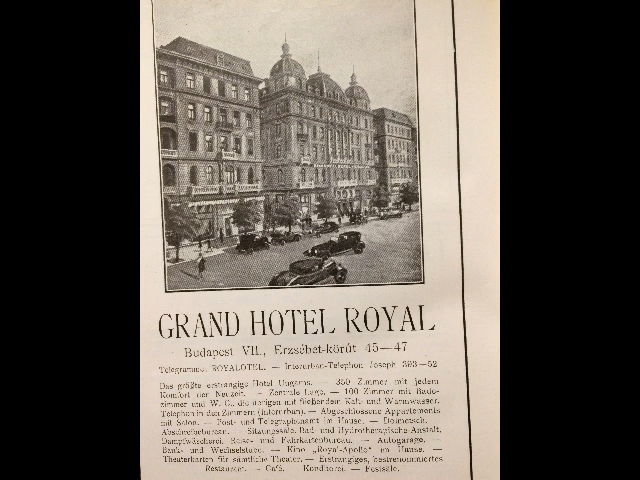 GRAND HOTEL ROYAL
Budapest VII., Erzsébet-körút 45—47
Telegramme: ROYALOTEL. — Interurban-Telephon Joseph 393—52
Das größte erstrangige Hotel Ungarns. — 350 Zimmer mit jedem
Komfort der Neuzeit. — Zentrale Lage. — 100 Zimmer mit Bade-
zimmer und W. C., die übrigen mit fließendem Kalt- und Warmwasser.
Telephon in den Zimmern (Interurban). — Abgeschlossene Appartements
mit Salon. — Post- und Telegraphenamt im Hause. — Dolmetsch.
Abschreibebureau. — Sitzungssäle. Bad- und Hydrotherapische-Anstalt.
Dampfwäscherei. Reise- und Fahrkartenbureau. — Autogarage. —
Bank- und Wechselstube. — Kino „Royal-Apollo" im Hause. —
Theaterkarten für sämtliche Theater. — Erstrangiges, bestrenommiertes
Restaurant. — Café. — Konditorei. — Festsäle.